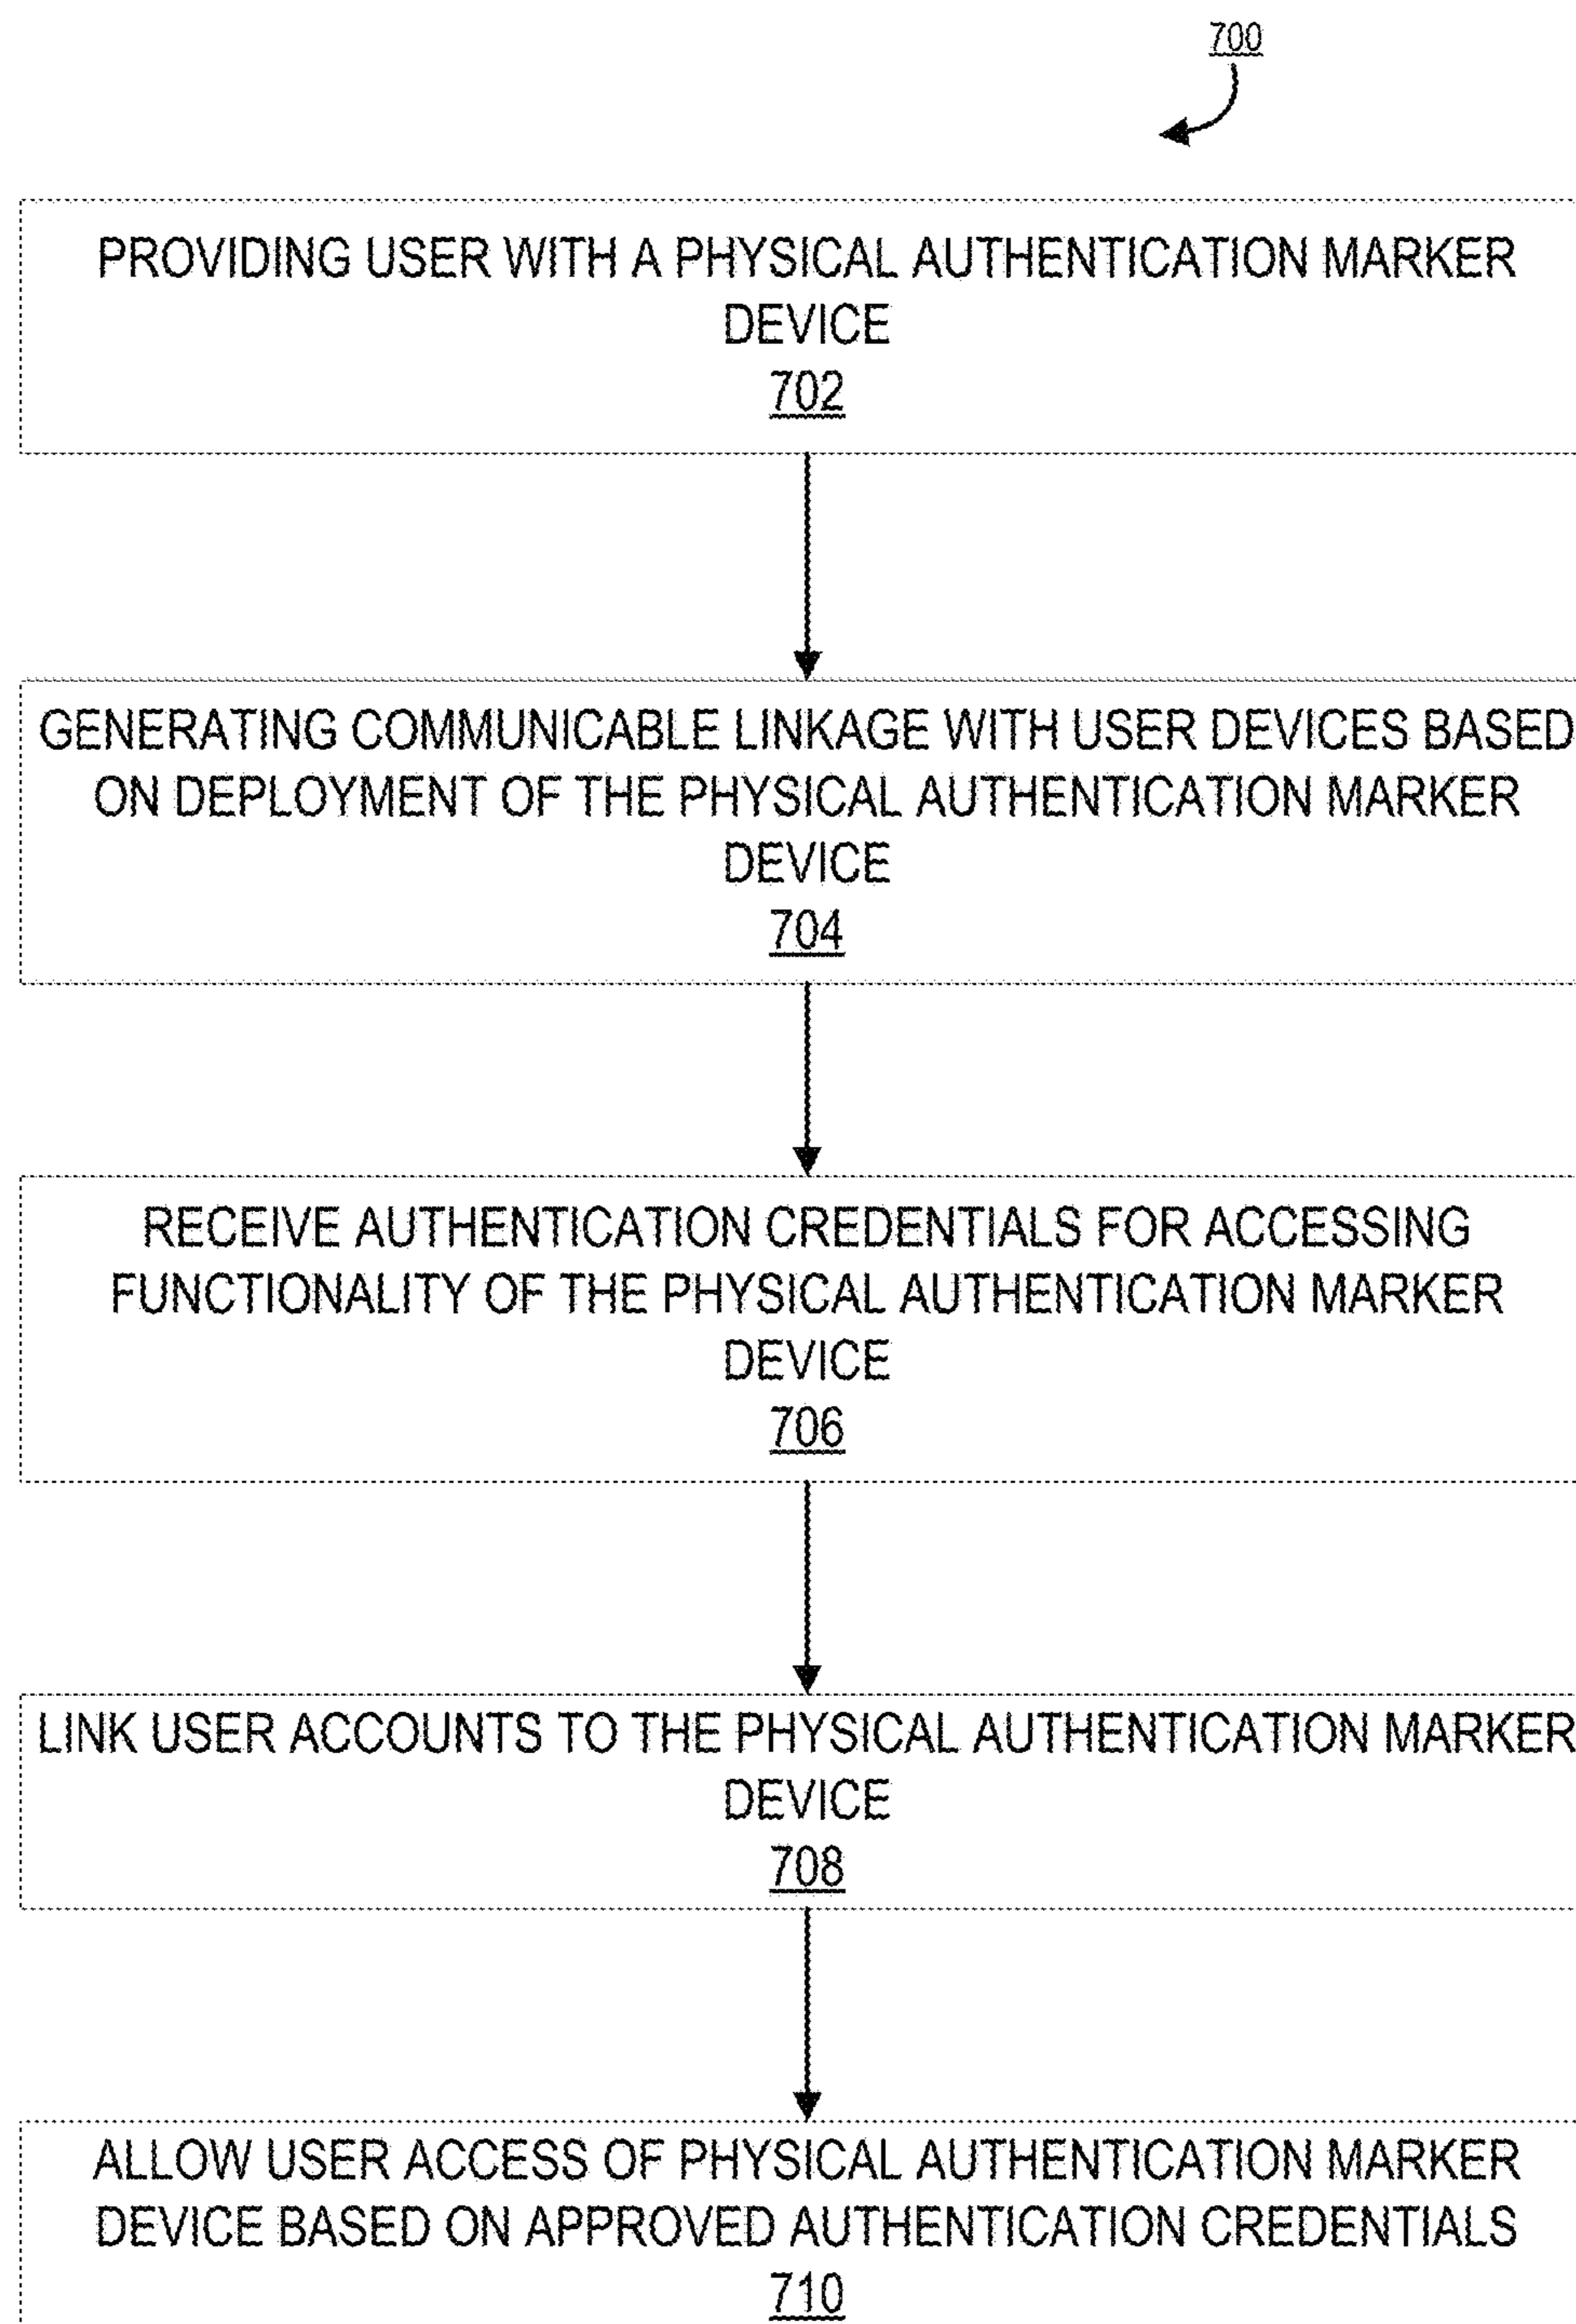 700
PROVIDING USER WITH A PHYSICAL AUTHENTICATION MARKER
DEVICE
702
GENERATING COMMUNICABLE LINKAGE WITH USER DEVICES BASED
ON DEPLOYMENT OF THE PHYSICAL AUTHENTICATION MARKER
DEVICE
704
RECEIVE AUTHENTICATION CREDENTIALS FOR ACCESSING
FUNCTIONALITY OF THE PHYSICAL AUTHENTICATION MARKER
DEVICE
706
LINK USER ACCOUNTS TO THE PHYSICAL AUTHENTICATION MARKER
DEVICE
708
ALLOW USER ACCESS OF PHYSICAL AUTHENTICATION MARKER
DEVICE BASED ON APPROVED AUTHENTICATION CREDENTIALS
710